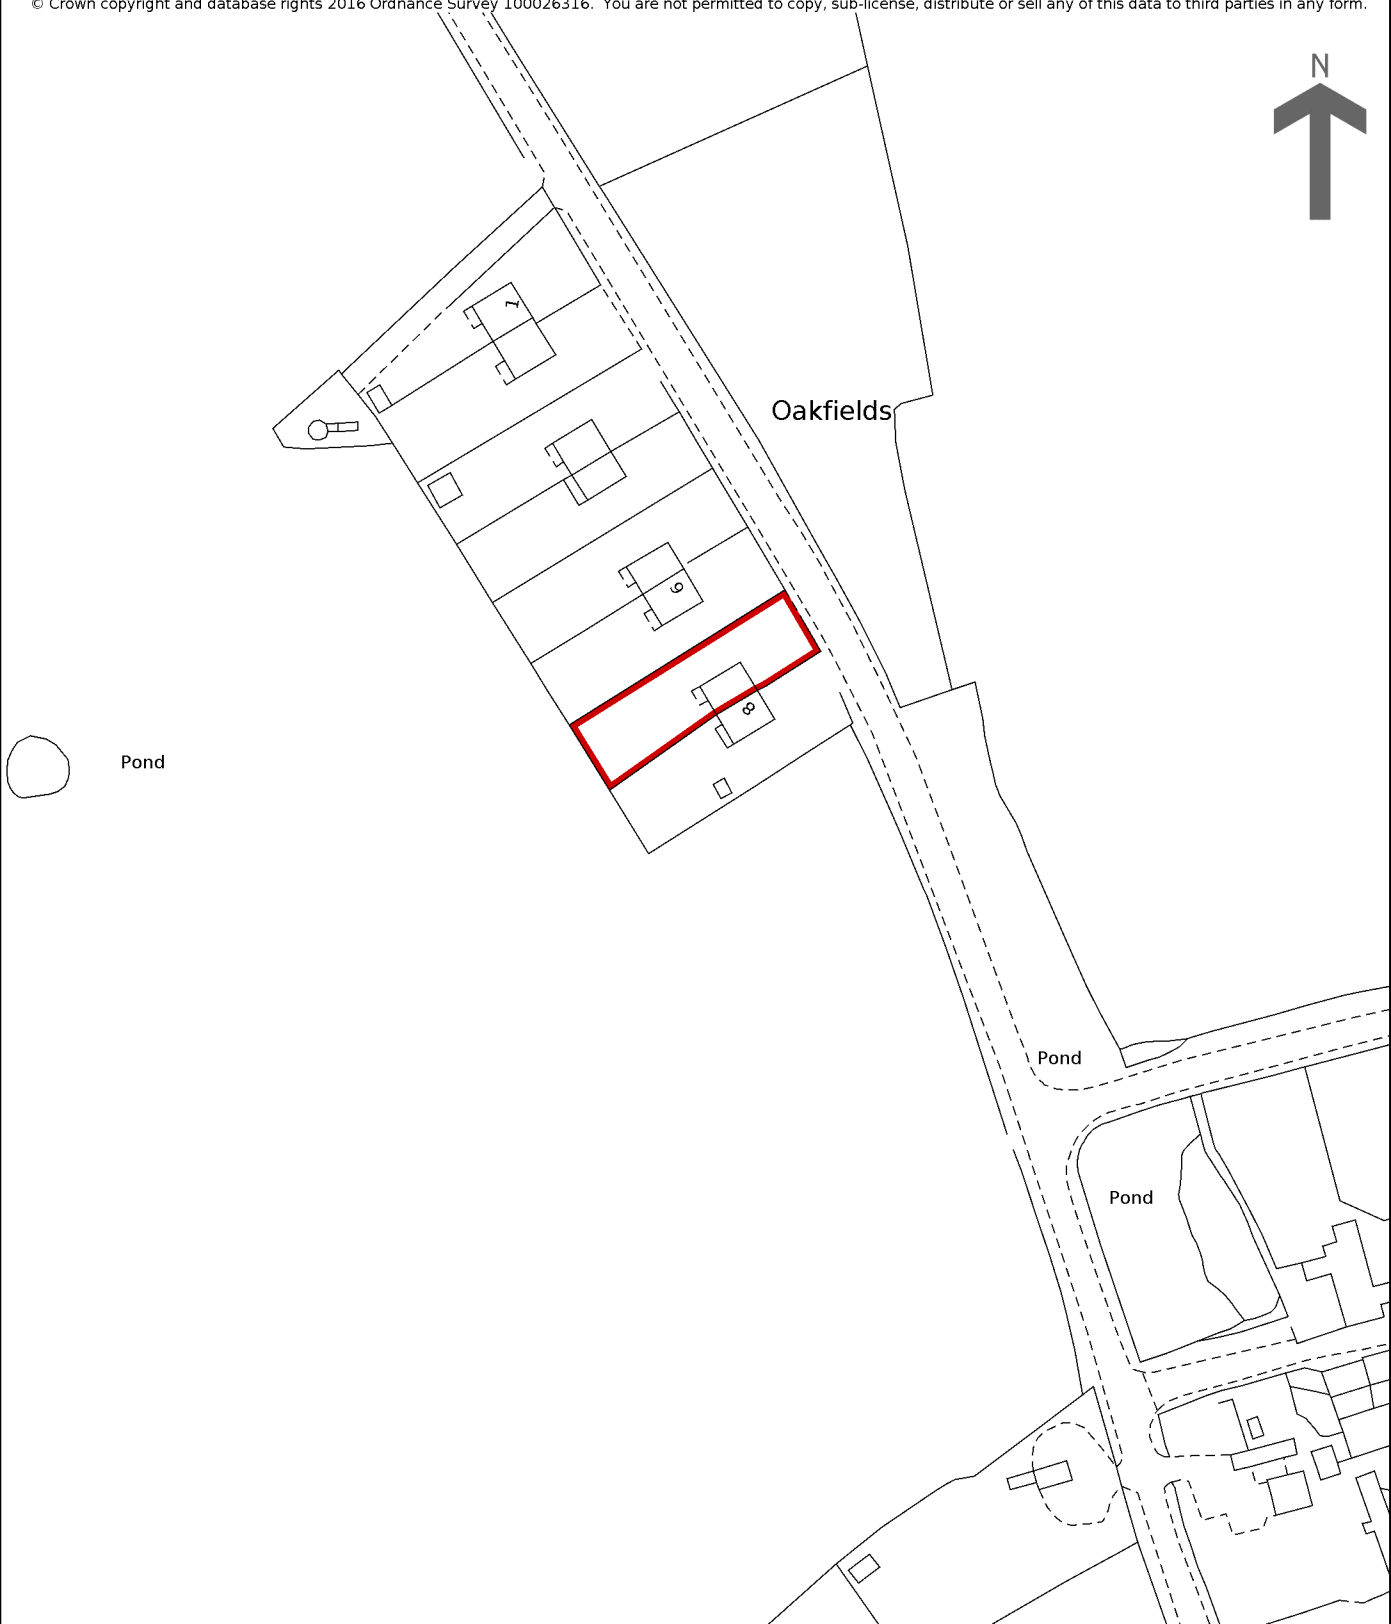 © Crown copyright and database rights 2016 Ordnance Survey 100026316. You are not permitted to copy, sub-license, distribute or sell any of this data to third parties in any form.
N
1
Oakfields
6
8
Pond
Pond
Pond